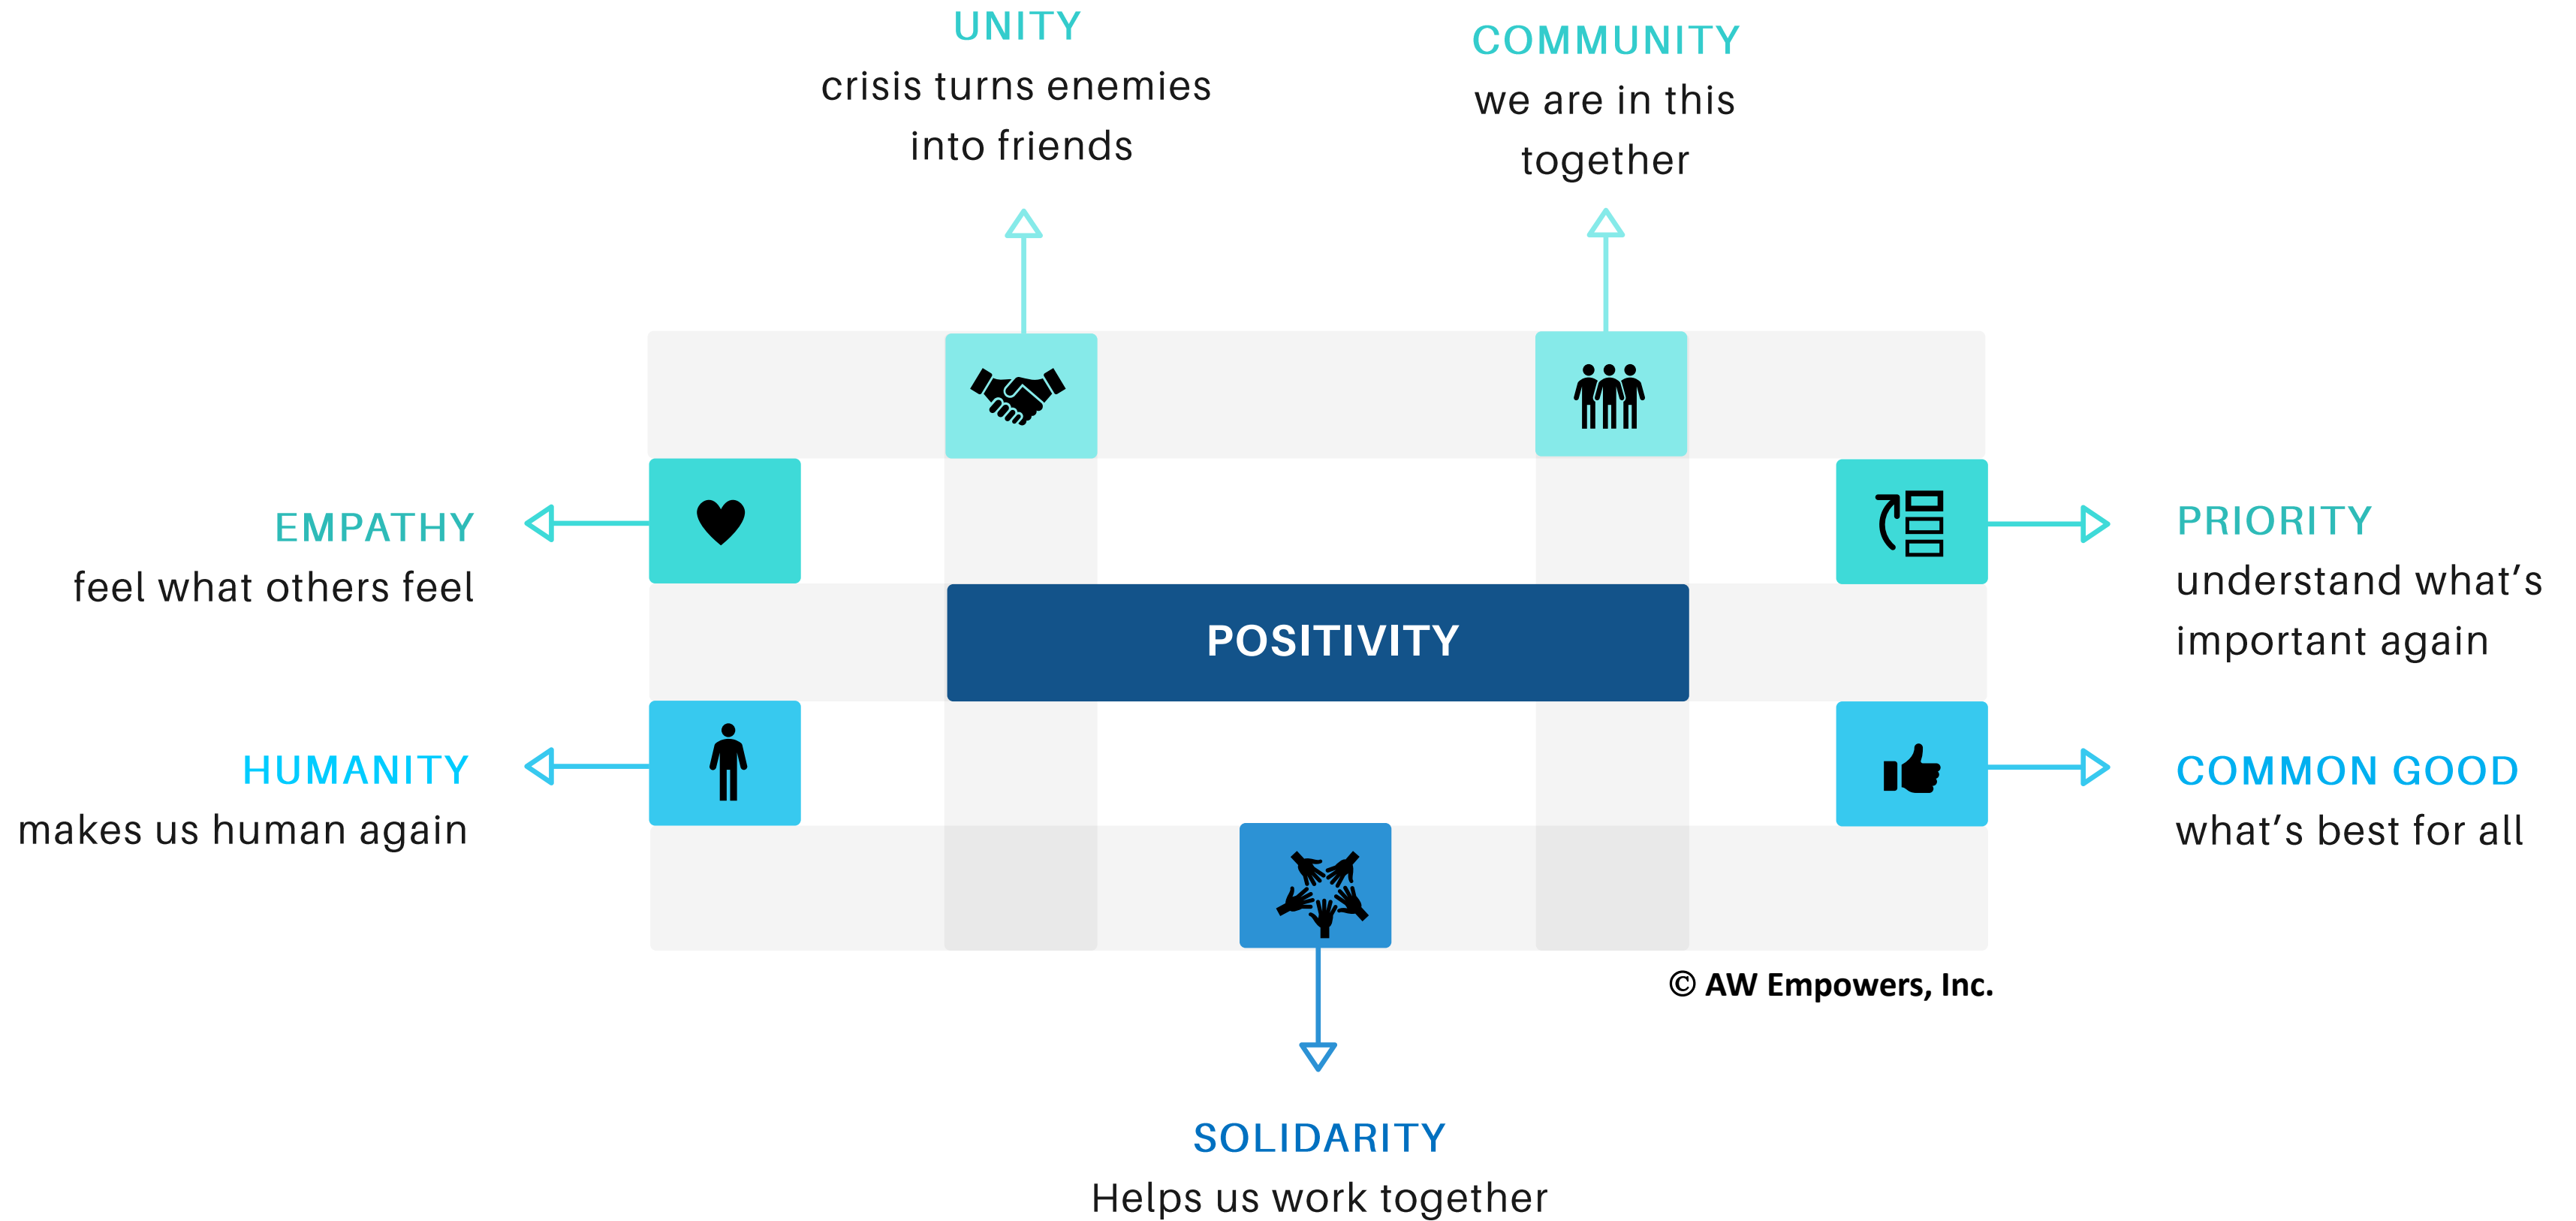 UNITY
crisis turns enemies
into friends
COMMUNITY
we are in this
together
EMPATHY
feel what others feel
PRIORITY
understand what's
important again
POSITIVITY
HUMANITY
makes us human again
COMMON GOOD
what's best for all
© AW Empowers, Inc.
SOLIDARITY
Helps us work together